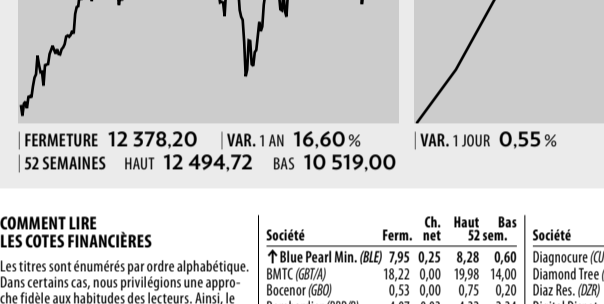 FERMETURE 12 378,20 VAR. 1 AN 16,60 %
52 SEMAINES HAUT 12 494,72 BAS 10 519,00
VAR. 1 JOUR 0,55 %
COMMENT LIRE
LES COTES FINANCIÈRES
Les titres sont énumérés par ordre alphabétique.
Dans certains cas, nous privilégions une appro-
che fidèle aux habitudes des lecteurs. Ainsi, le
Ch. Haut Bas
Société Ferm. net 52 sem.
↑ Blue Pearl Min. (BLE) 7,95 0,25 8,28 0,60
BMTC (GBT/A) 18,22 0,00 19,98 14,00
Bocenor (GBO) 0,53 0,00 0,75 0,20
Société
Diagnocure (CU
Diamond Tree (
Diaz Res. (DZR)